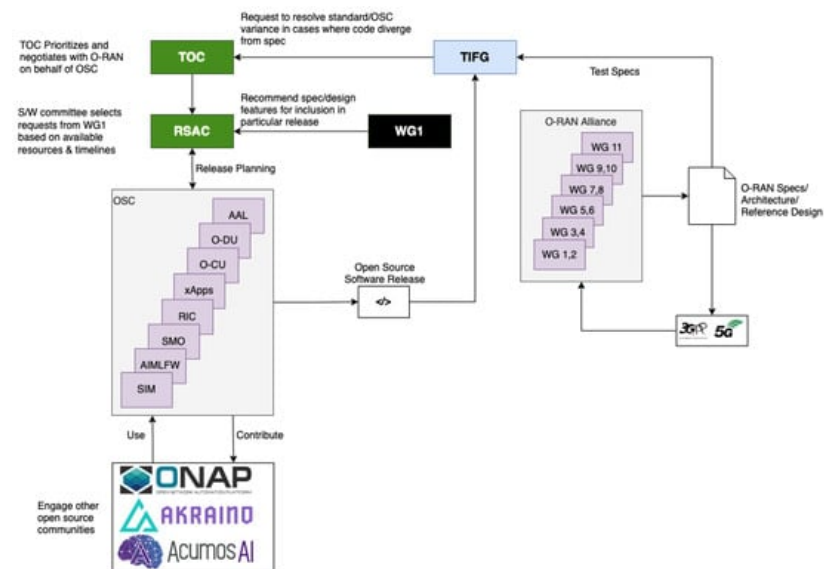 Request to resolve standard/OSC
variance in cases where code diverge
from spec
TOC Prioritizes and
negotiates with O-RAN
on behalf of OSC
TOC
TIFG
Test Specs
S/W committee selects
requests from WG1
based on available
resources & timelines
Recommend spec/design
features for inclusion in
particular release
RSAC
WG1
Release Planning
O-RAN Alliance
WG 11
WG 9,10
WG 7,8
WG 5,6
WG 3,4
WG 1,2
O-RAN Specs/
Architecture/
Reference Design
3GPP
5G
OSC
AAL
O-DU
O-CU
xApps
RIC
SMO
AIMLFW
SIM
Open Source
Software Release
</>
Use
Contribute
Engage other
open source
communities
ONAP
OPEN NETWORK AUTOMATION PLATFORM
AKRAINO
Acumos AI